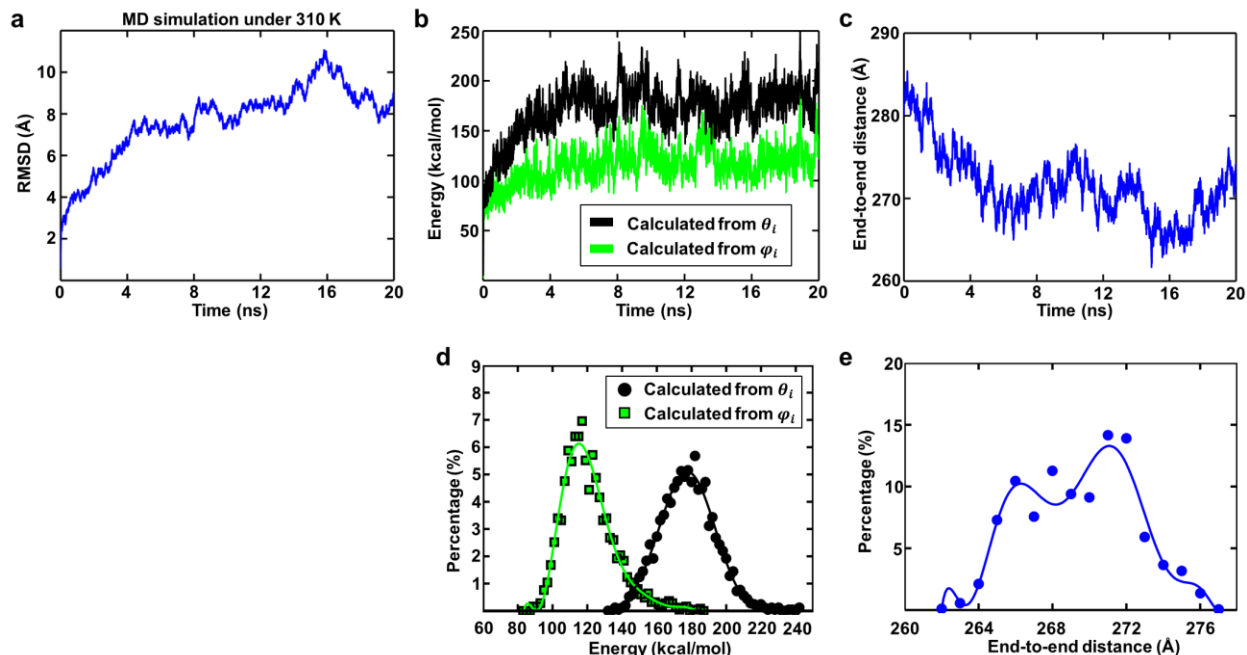 a
MD simulation under 310 K
RMSD (Å)
10
8
6
4
2
0 4 8 12 16 20
Time (ns)
b
Energy (kcal/mol)
250
200
150
100
50
Calculated from θᵢ
Calculated from φᵢ
0 4 8 12 16 20
Time (ns)
c
End-to-end distance (Å)
290
280
270
260
0 4 8 12 16 20
Time (ns)
d
Percentage (%)
9
8
7
6
5
4
3
2
1
Calculated from θᵢ
Calculated from φᵢ
60 80 100 120 140 160 180 200 220 240
Energy (kcal/mol)
e
Percentage (%)
20
15
10
5
260 264 268 272 276
End-to-end distance (Å)